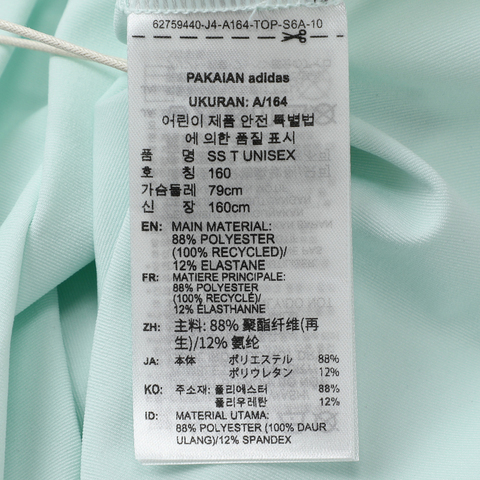 62759440-J4-A164-TOP-S6A-10
PAKAIAN adidas
UKURAN: A/164
어린이 제품 안전 특별법
에 의한 품질 표시
품 명 SS T UNISEX
호 칭 160
가슴둘레 79cm
신 장 160cm
EN: MAIN MATERIAL:
88% POLYESTER
(100% RECYCLED)/
12% ELASTANE
FR: MATIERE PRINCIPALE:
88% POLYESTER
(100% RECYCLÉ)/
12% ÉLASTHANNE
ZH: 主料: 88% 聚酯纤维(再
生)/12% 氨纶
JA: 本体 ポリエステル 88%
ポリウレタン 12%
KO: 주소재: 폴리에스터 88%
폴리우레탄 12%
ID: MATERIAL UTAMA:
88% POLYESTER (100% DAUR
ULANG)/12% SPANDEX